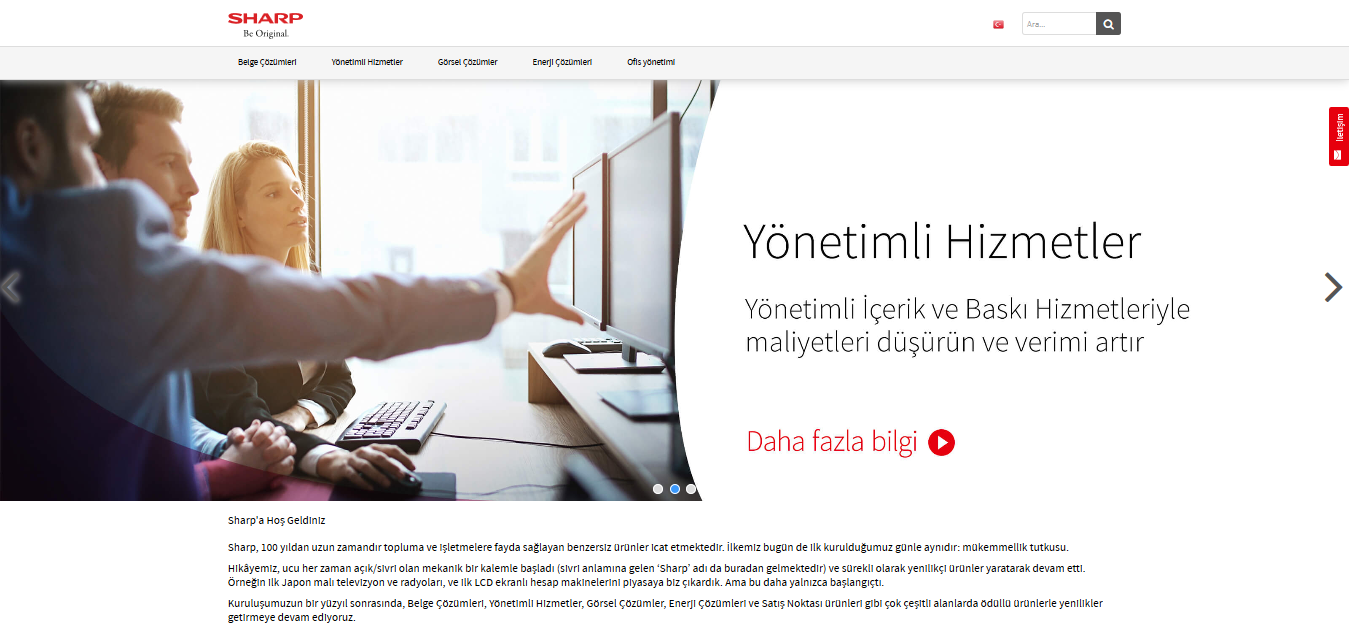 SHARP
Be Original.
Ara...
Belge Çözümleri
Yönetimli Hizmetler
Görsel Çözümler
Enerji Çözümleri
Ofis yönetimi
İletişim
Yönetimli Hizmetler
Yönetimli İçerik ve Baskı Hizmetleriyle
maliyetleri düşürün ve verimi artır
Daha fazla bilgi
Sharp'a Hoş Geldiniz
Sharp, 100 yıldan uzun zamandır topluma ve işletmelere fayda sağlayan benzersiz ürünler icat etmektedir. İlkemiz bugün de ilk kurulduğumuz günle aynıdır: mükemmellik tutkusu.
Hikâyemiz, ucu her zaman açık/sivri olan mekanik bir kalemle başladı (sivri anlamına gelen ‘Sharp’ adı da buradan gelmektedir) ve sürekli olarak yenilikçi ürünler yaratarak devam etti.
Örneğin ilk Japon malı televizyon ve radyoları, ve ilk LCD ekranlı hesap makinelerini piyasaya biz çıkardık. Ama bu daha yalnızca başlangıçtı.
Kuruluşumuzun bir yüzyıl sonrasında, Belge Çözümleri, Yönetimli Hizmetler, Görsel Çözümler, Enerji Çözümleri ve Satış Noktası ürünleri gibi çok çeşitli alanlarda ödüllü ürünlerle yenilikler
getirmeye devam ediyoruz.